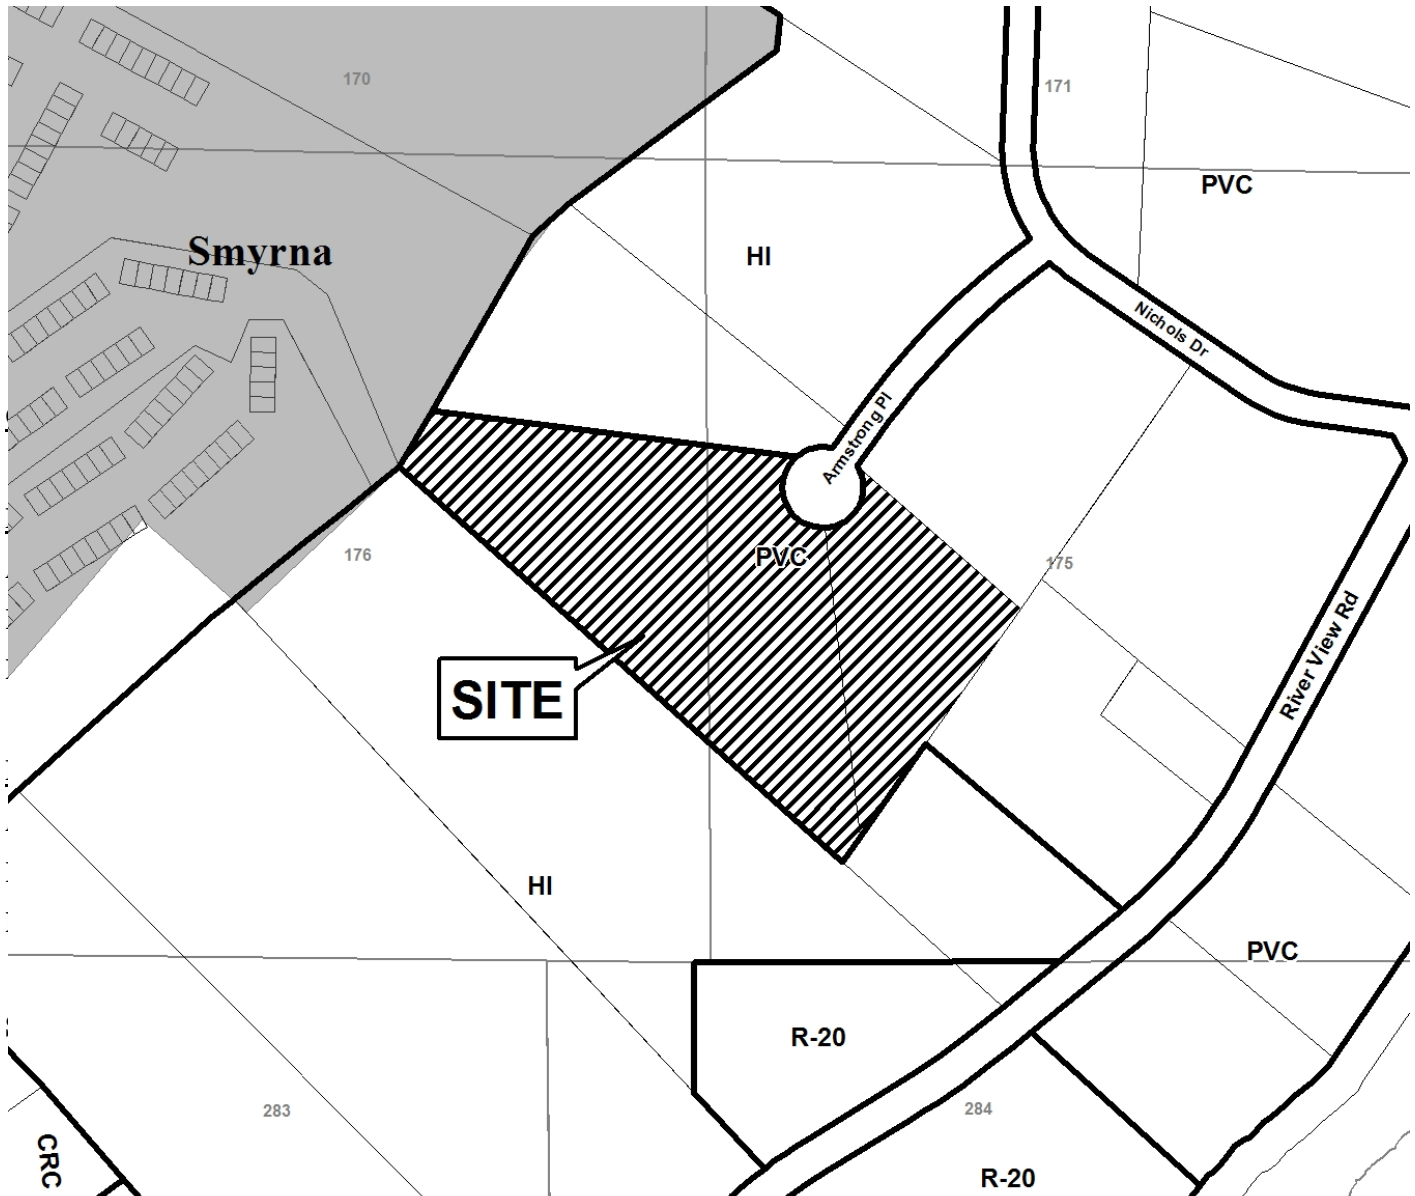 170
171
PVC
Smyrna
HI
Nichols Dr
Armstrong Pl
176
PVC
175
River View Rd
SITE
HI
PVC
R-20
283
284
CRC
R-20